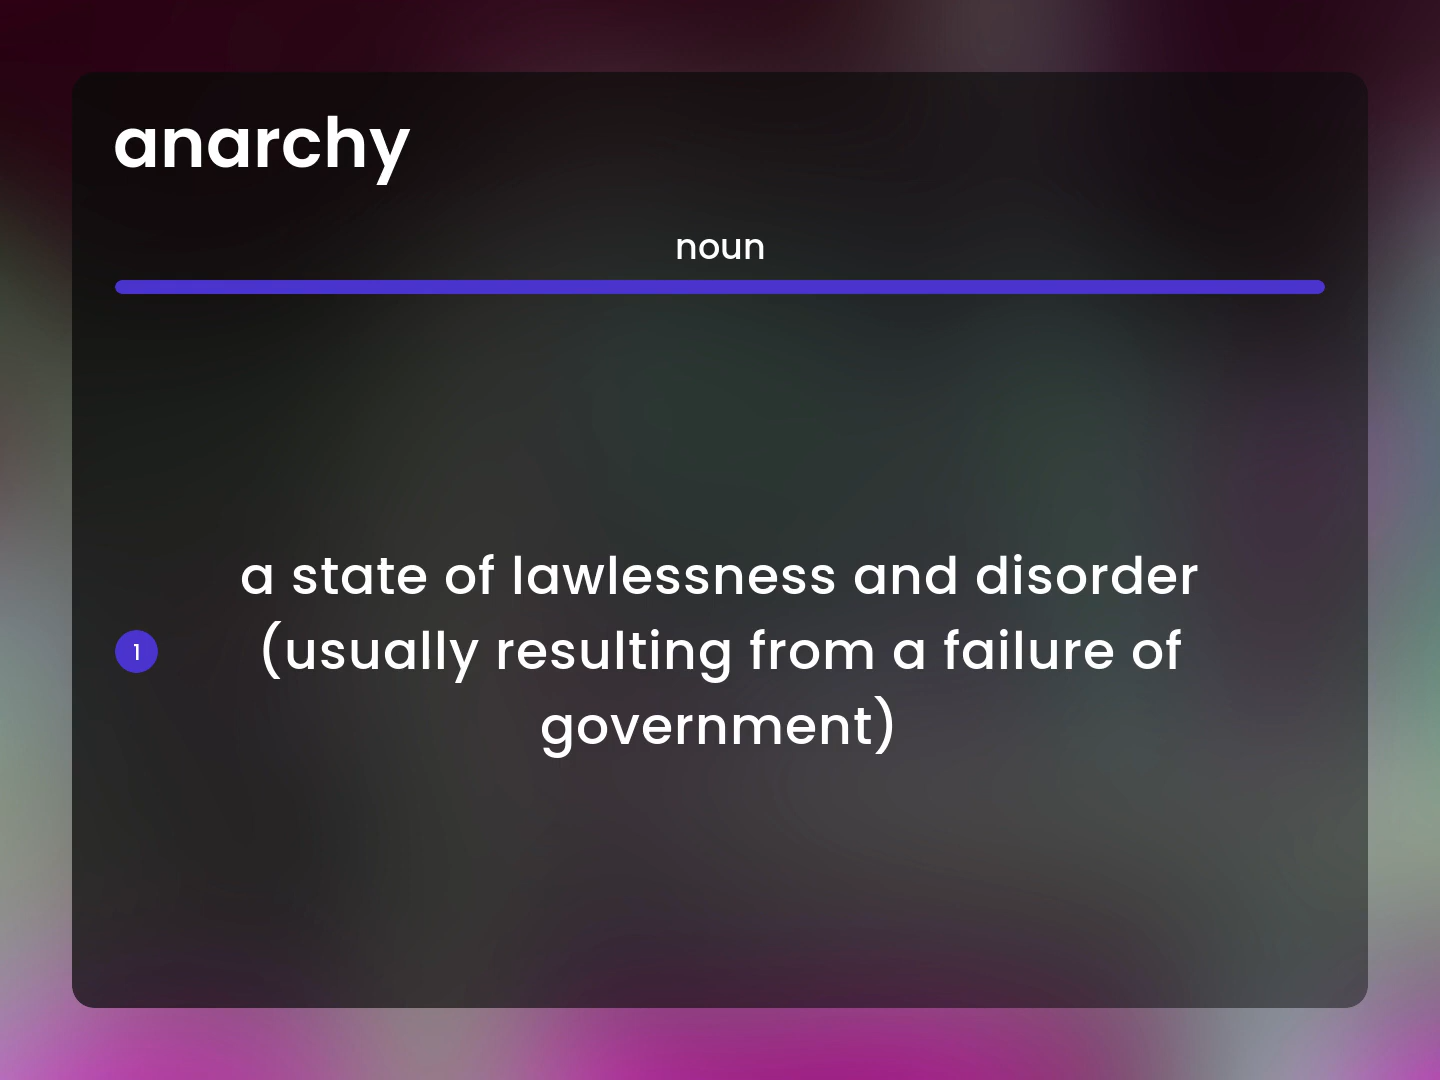 anarchy
noun
1
a state of lawlessness and disorder
(usually resulting from a failure of
government)